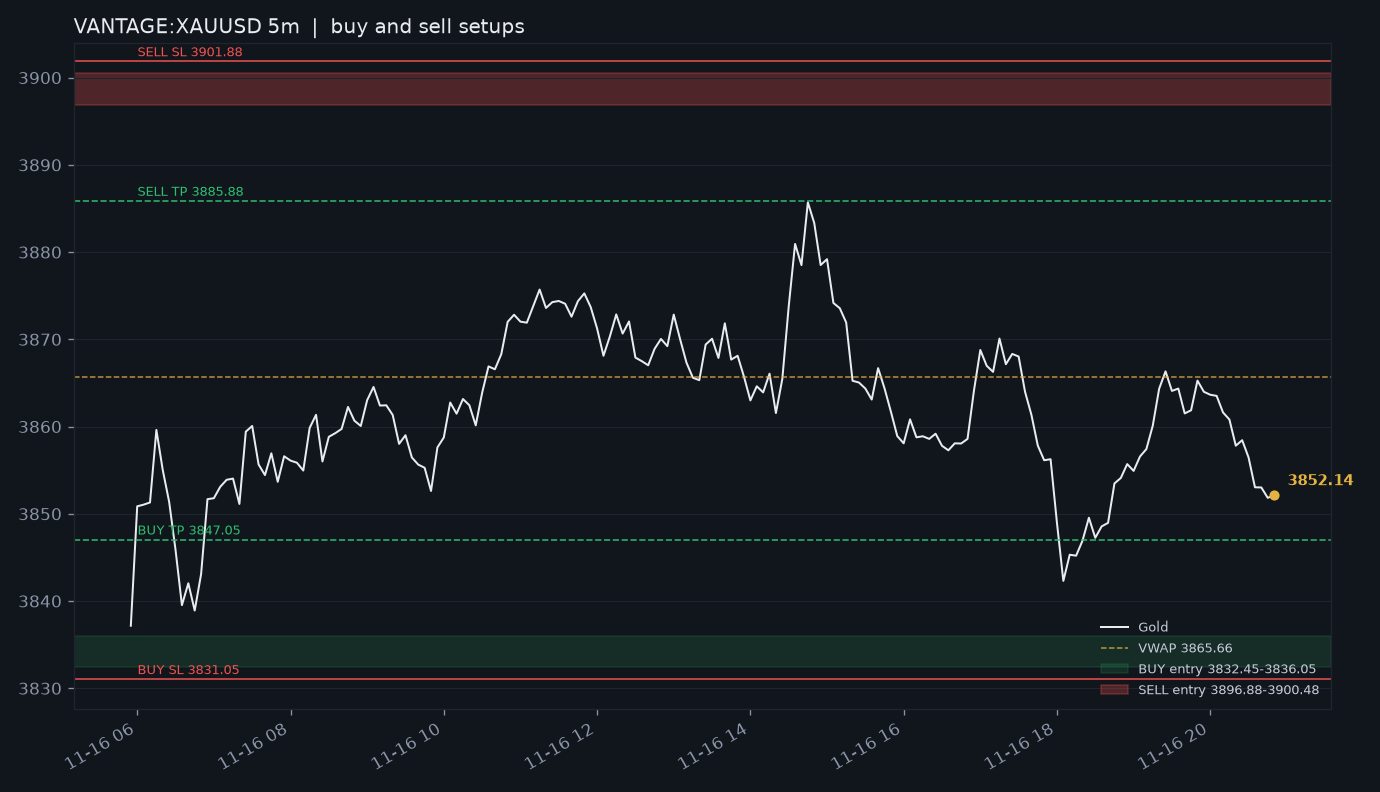 VANTAGE:XAUUSD 5m | buy and sell setups
SELL SL 3901.88
3900
3890
SELL TP 3885.88
3880
3870
3860
3852.14
3850
BUY TP 3847.05
3840
Gold
VWAP 3865.66
BUY SL 3831.05
BUY entry 3832.45-3836.05
3830
SELL entry 3896.88-3900.48
11-16 06
11-16 08
11-16 10
11-16 12
11-16 14
11-16 16
11-16 18
11-16 20